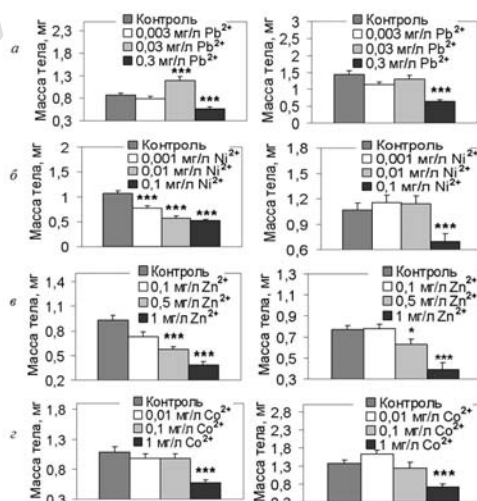 а
Масса тела, мг
2,3
1,8
1,3
0,8
0,3
Контроль
0,003 мг/л Pb2+
0,03 мг/л Pb2+
0,3 мг/л Pb2+
***
***
Масса тела, мг
3
2,5
2
1,5
1
0,5
0
Контроль
0,003 мг/л Pb2+
0,03 мг/л Pb2+
0,3 мг/л Pb2+
***
б
Масса тела, мг
2
1,5
1
0,5
0
Контроль
0,001 мг/л Ni2+
0,01 мг/л Ni2+
0,1 мг/л Ni2+
***
***
***
Масса тела, мг
1,8
1,5
1,2
0,9
0,6
Контроль
0,001 мг/л Ni2+
0,01 мг/л Ni2+
0,1 мг/л Ni2+
***
в
Масса тела, мг
1,4
1,1
0,8
0,5
0,2
Контроль
0,1 мг/л Zn2+
0,5 мг/л Zn2+
1 мг/л Zn2+
***
***
Масса тела, мг
1,3
1,1
0,9
0,7
0,5
0,3
Контроль
0,1 мг/л Zn2+
0,5 мг/л Zn2+
1 мг/л Zn2+
*
***
г
Масса тела, мг
1,8
1,3
0,8
0,3
Контроль
0,01 мг/л Co2+
0,1 мг/л Co2+
1 мг/л Co2+
***
Масса тела, мг
2,8
2,3
1,8
1,3
0,8
0,3
Контроль
0,01 мг/л Co2+
0,1 мг/л Co2+
1 мг/л Co2+
***